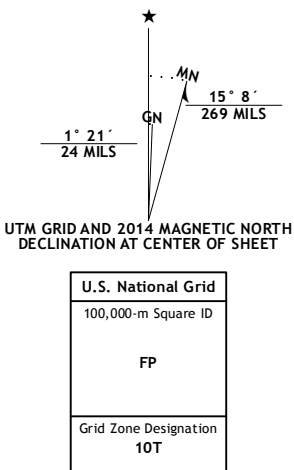 ★
MN
GN
15° 8´
269 MILS
1° 21´
24 MILS
UTM GRID AND 2014 MAGNETIC NORTH
DECLINATION AT CENTER OF SHEET
U.S. National Grid
100,000-m Square ID
FP
Grid Zone Designation
10T